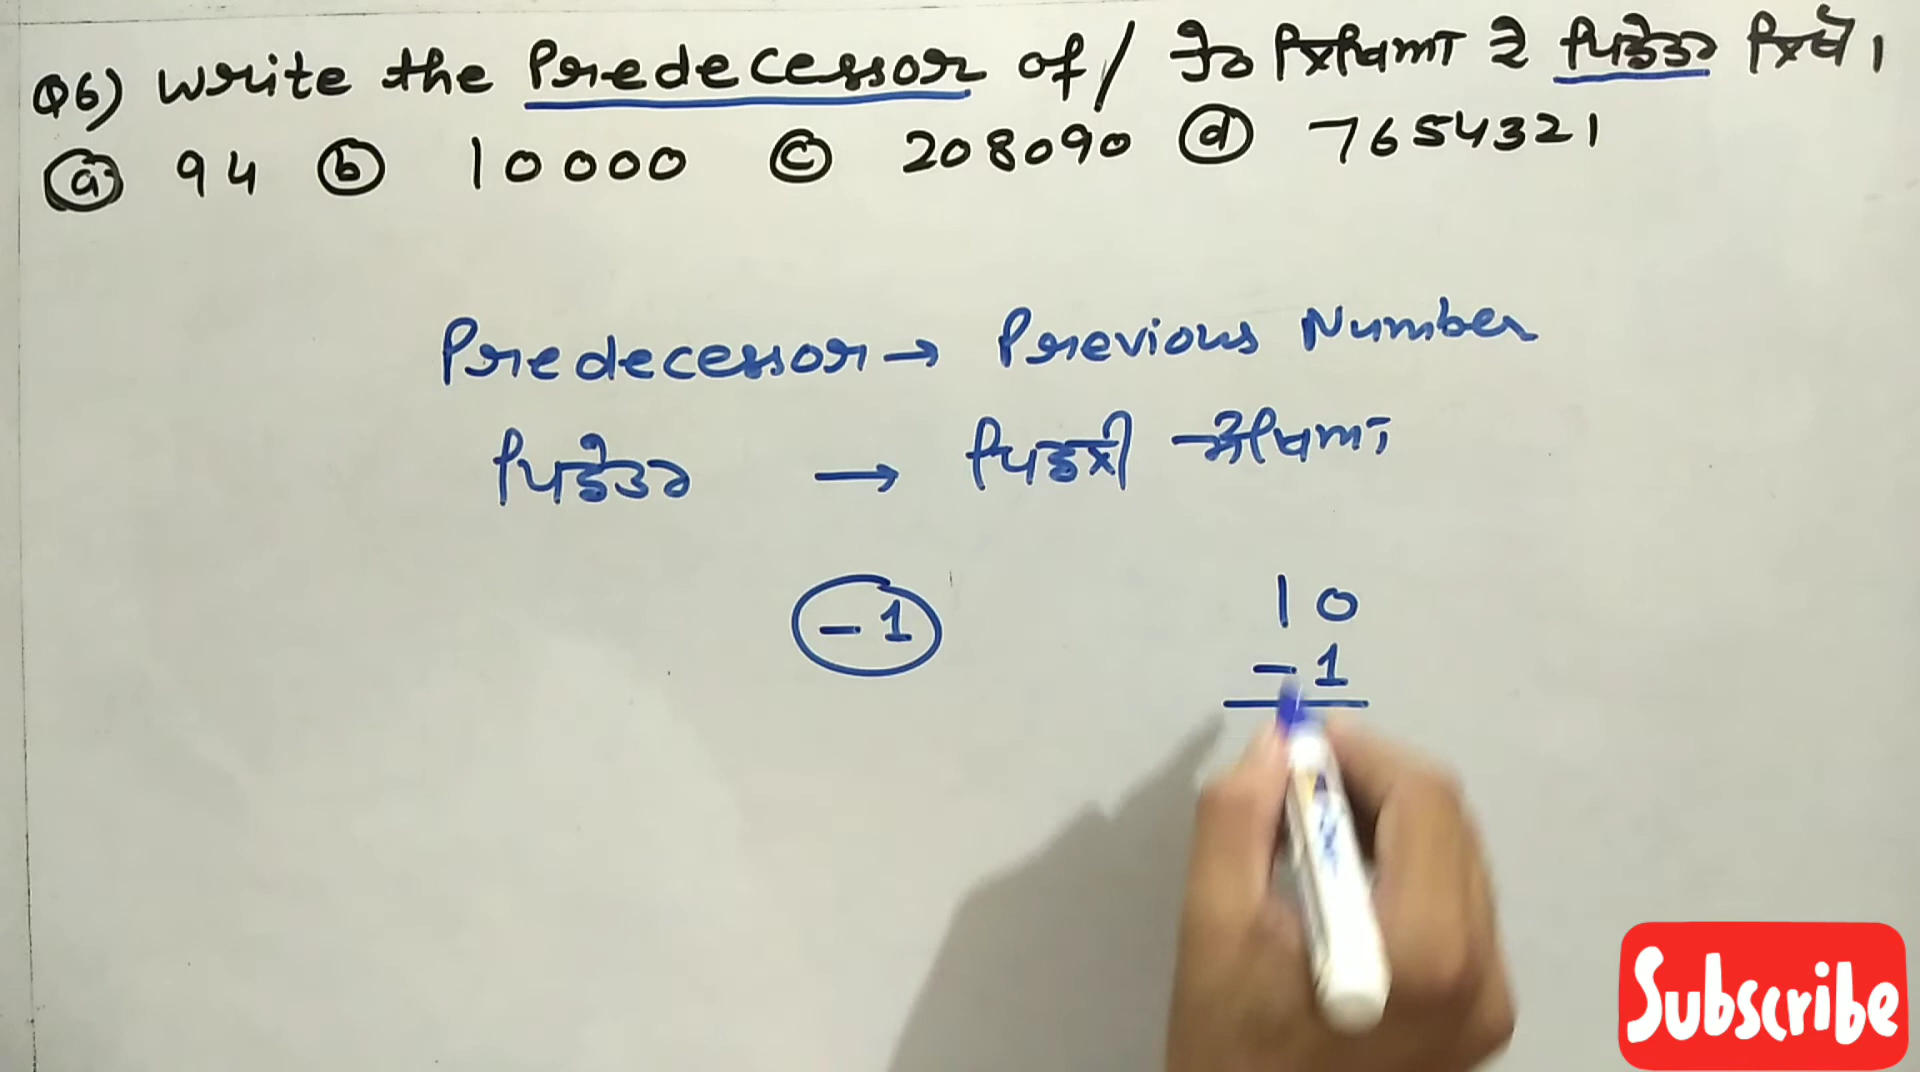 Q6) Write the Predecessor of / ਹੇਠ ਲਿਖਿਆਂ ਦੇ ਪਿਛੇਤਰ ਲਿਖੋ।
(a) 94 (b) 10000 (c) 208090 (d) 7654321
Predecessor → Previous Number
ਪਿਛੇਤਰ → ਪਿਛਲੀ ਸੰਖਿਆ
-1
10
-1
Subscribe